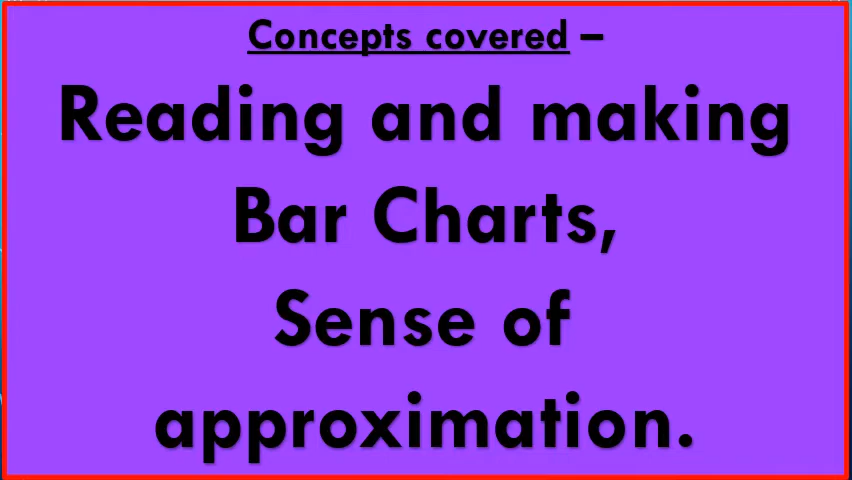 Concepts covered –
Reading and making
Bar Charts,
Sense of
approximation.